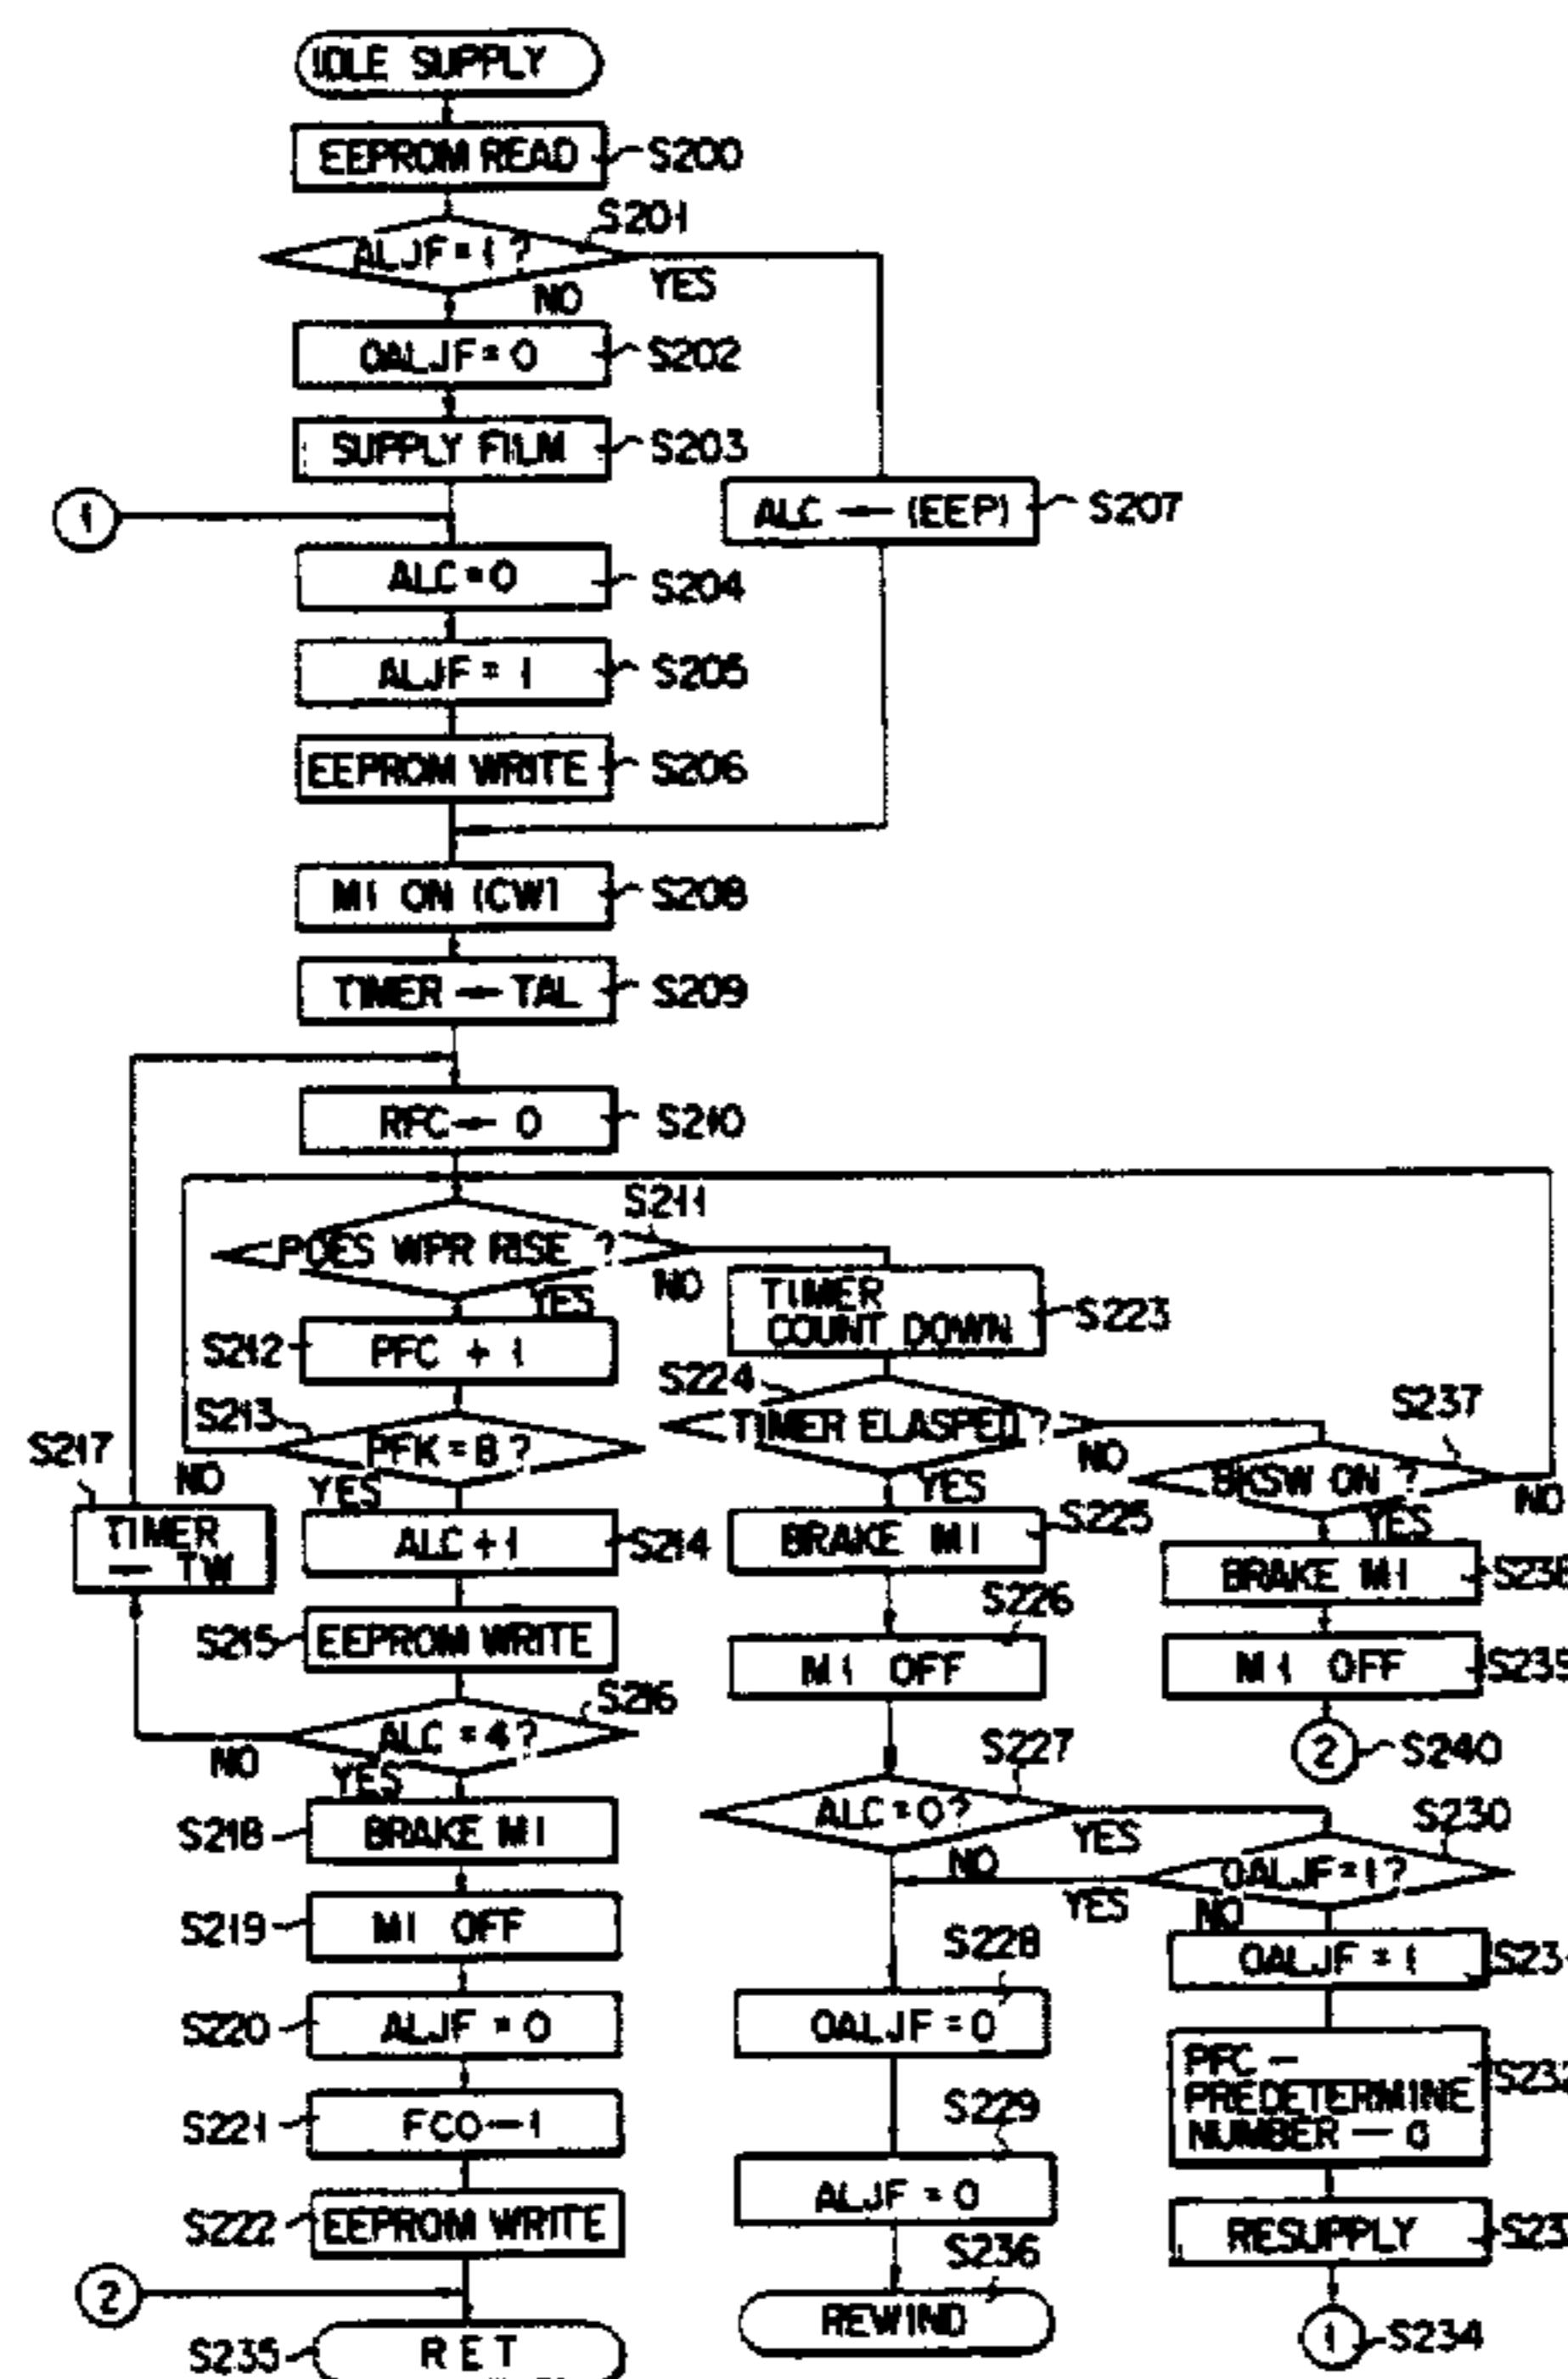 IDLE SUPPLY
EEPROM READ S200
S201
ALJF = 1 ?
NO YES
OALJF = 0 S202
SUPPLY FILM S203
1
ALC ← (EEP) S207
ALC = 0 S204
ALJF = 1 S205
EEPROM WRITE S206
M1 ON (CW) S208
TIMER ← TAL S209
RFC ← 0 S210
S211
POES WPR RISE ?
YES NO
TIMER
COUNT DOWN S223
S212 PFC + 1
S224
TIMER ELASPED ?
YES NO
S213
PFK = 8 ?
NO YES
S237
BKSW ON ?
YES NO
S217
TIMER
← TW
ALC + 1 S214
BRAKE M1 S225
BRAKE M1
S215 EEPROM WRITE
S226
M1 OFF
M1 OFF
2 S240
S216
ALC = 4 ?
NO YES
S227
ALC = 0 ?
NO YES
S230
OALJF = 1 ?
YES NO
S218 BRAKE M1
S219 M1 OFF
S228
OALJF = 0
OALJF = 1
S220 ALJF = 0
PFC ←
PREDETERMINE
NUMBER ← 0
S221 FCO ← 1
S229
ALJF = 0
RESUPPLY
S222 EEPROM WRITE
S236
REWIND
1 S234
2
S235 RET